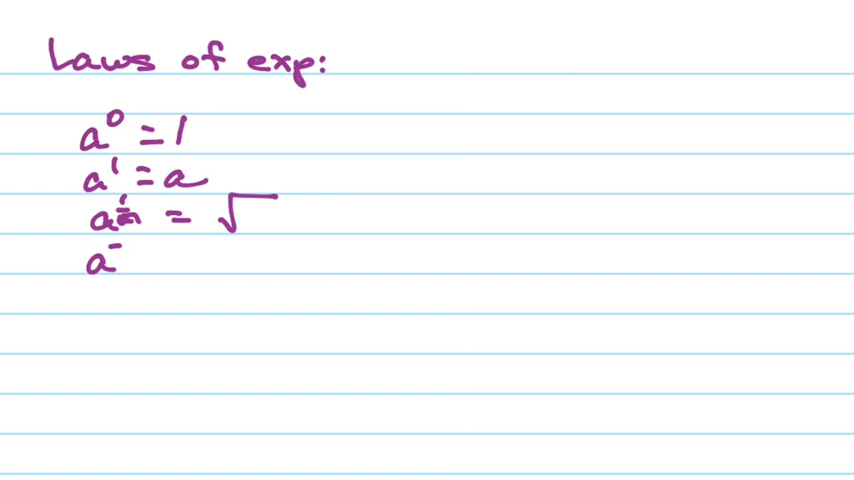 Laws of exp:
a⁰ = 1
a¹ = a
a^1/ = √
a⁻